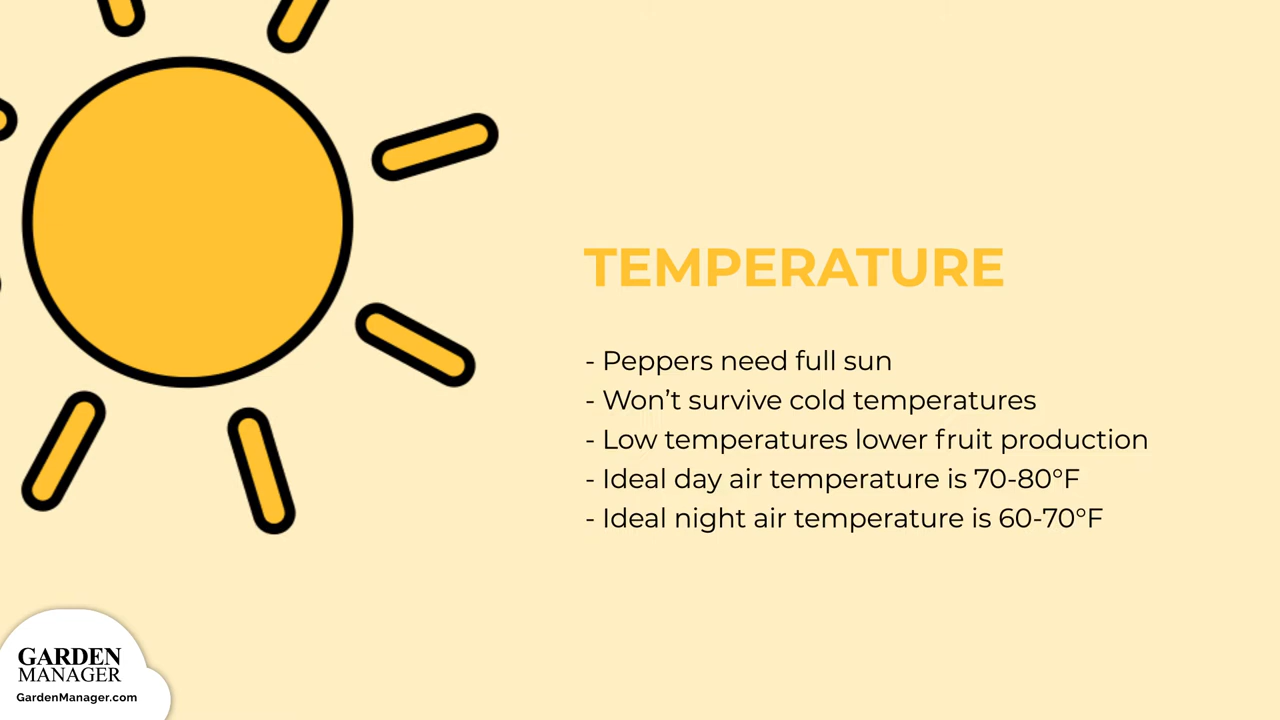 TEMPERATURE
- Peppers need full sun
- Won’t survive cold temperatures
- Low temperatures lower fruit production
- Ideal day air temperature is 70-80°F
- Ideal night air temperature is 60-70°F
GARDEN
MANAGER
GardenManager.com